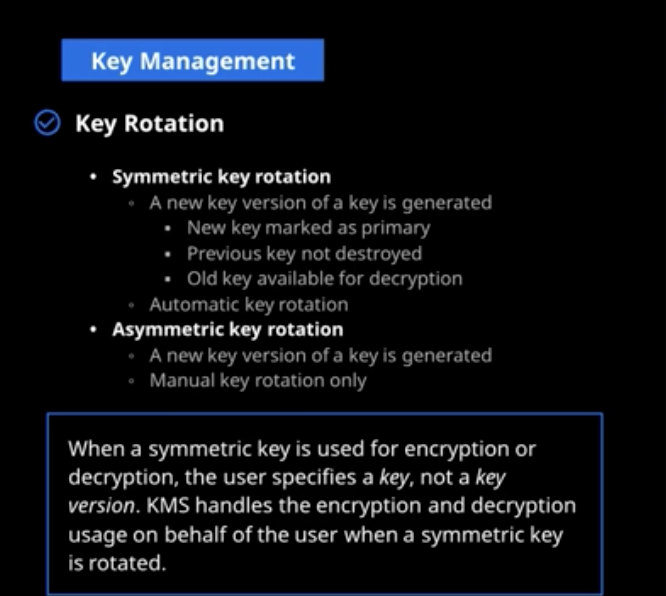 Key Management
Key Rotation
• Symmetric key rotation
◦ A new key version of a key is generated
▪ New key marked as primary
▪ Previous key not destroyed
▪ Old key available for decryption
◦ Automatic key rotation
• Asymmetric key rotation
◦ A new key version of a key is generated
◦ Manual key rotation only
When a symmetric key is used for encryption or
decryption, the user specifies a key, not a key
version. KMS handles the encryption and decryption
usage on behalf of the user when a symmetric key
is rotated.